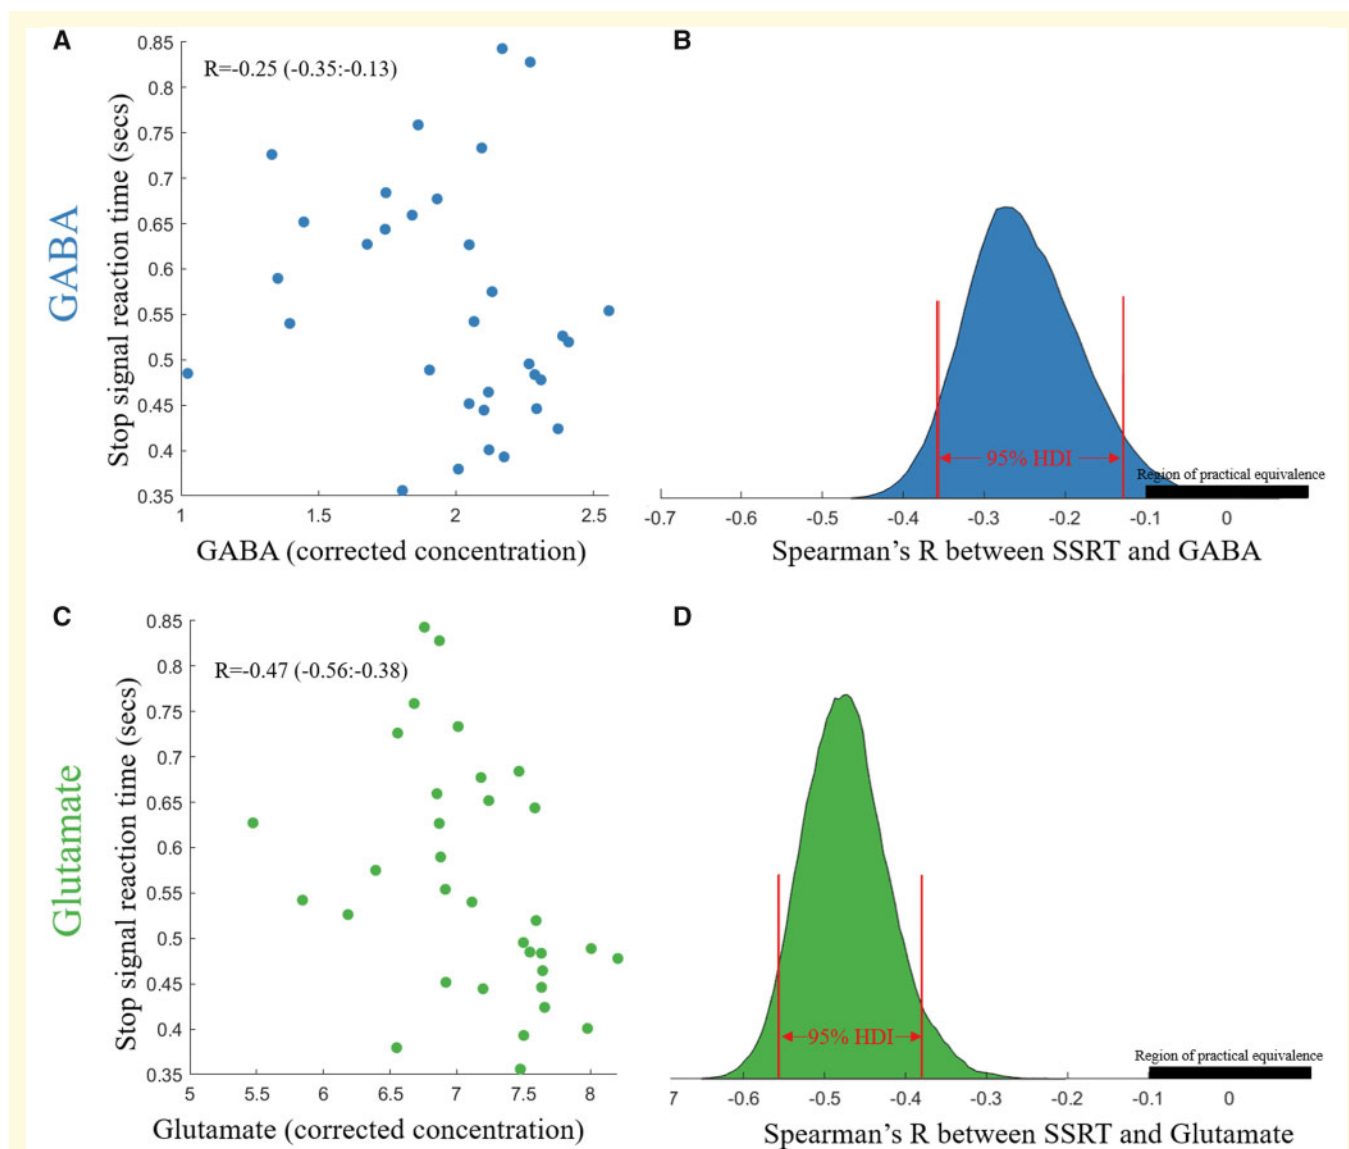 A
B
GABA
Stop signal reaction time (secs)
R=-0.25 (-0.35:-0.13)
0.85
0.8
0.75
0.7
0.65
0.6
0.55
0.5
0.45
0.4
0.35
1 1.5 2 2.5
GABA (corrected concentration)
95% HDI
Region of practical equivalence
-0.7 -0.6 -0.5 -0.4 -0.3 -0.2 -0.1 0
Spearman's R between SSRT and GABA
C
D
Glutamate
Stop signal reaction time (secs)
R=-0.47 (-0.56:-0.38)
0.85
0.8
0.75
0.7
0.65
0.6
0.55
0.5
0.45
0.4
0.35
5 5.5 6 6.5 7 7.5 8
Glutamate (corrected concentration)
95% HDI
Region of practical equivalence
7 -0.6 -0.5 -0.4 -0.3 -0.2 -0.1 0
Spearman's R between SSRT and Glutamate